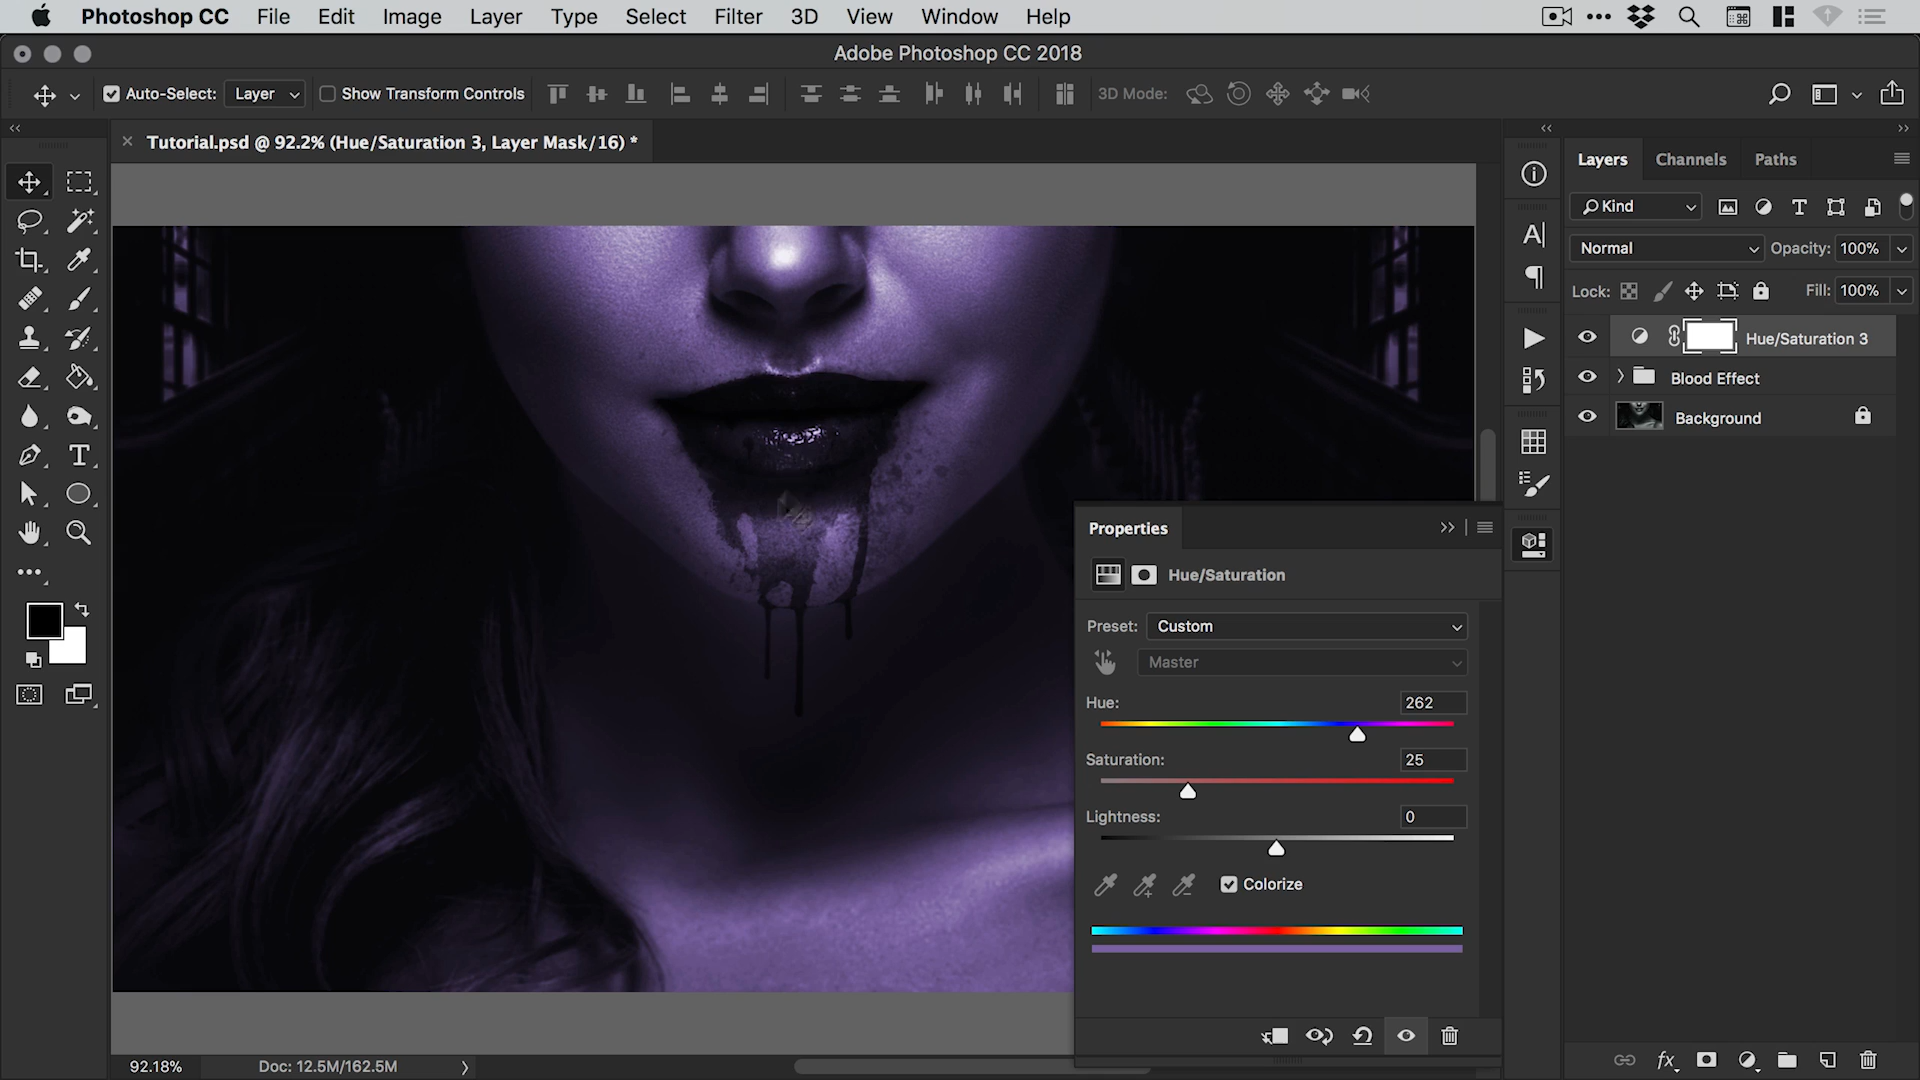 Photoshop CC File Edit Image Layer Type Select Filter 3D View Window Help
Adobe Photoshop CC 2018
Auto-Select: Layer Show Transform Controls 3D Mode:
Tutorial.psd @ 92.2% (Hue/Saturation 3, Layer Mask/16) *
Layers Channels Paths
Kind
Normal Opacity: 100%
Lock: Fill: 100%
Hue/Saturation 3
Blood Effect
Background
Properties
Hue/Saturation
Preset: Custom
Master
Hue: 262
Saturation: 25
Lightness: 0
Colorize
92.18% Doc: 12.5M/162.5M